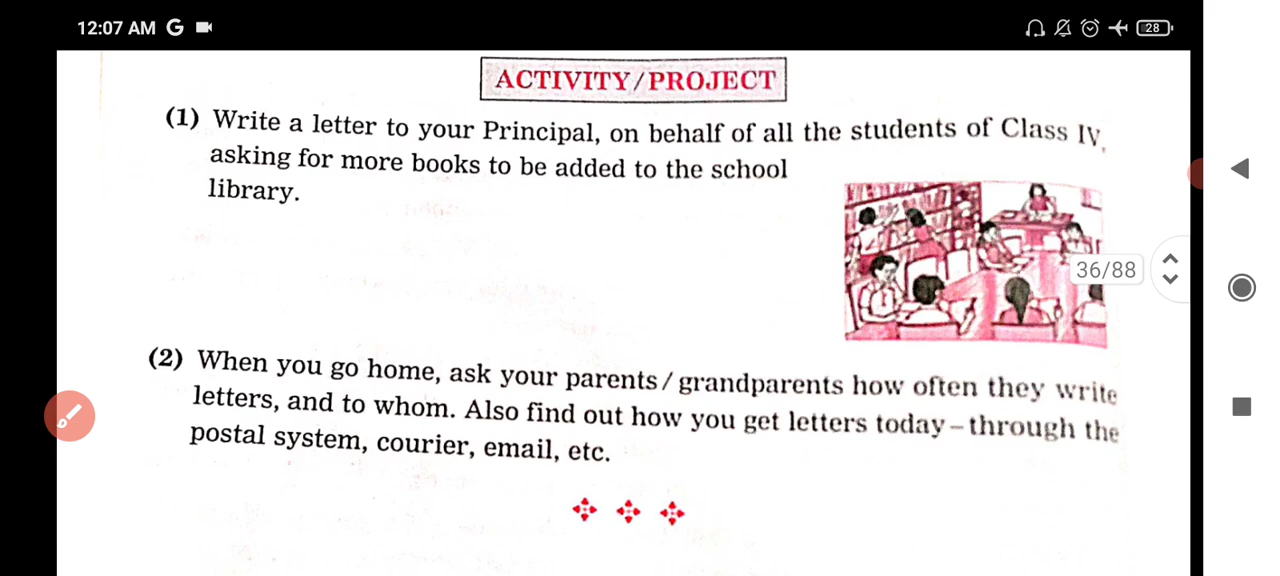 12:07 AM G
28
ACTIVITY/PROJECT
(1) Write a letter to your Principal, on behalf of all the students of Class IV,
asking for more books to be added to the school
library.
36/88
(2) When you go home, ask your parents/grandparents how often they write
letters, and to whom. Also find out how you get letters today–through the
postal system, courier, email, etc.